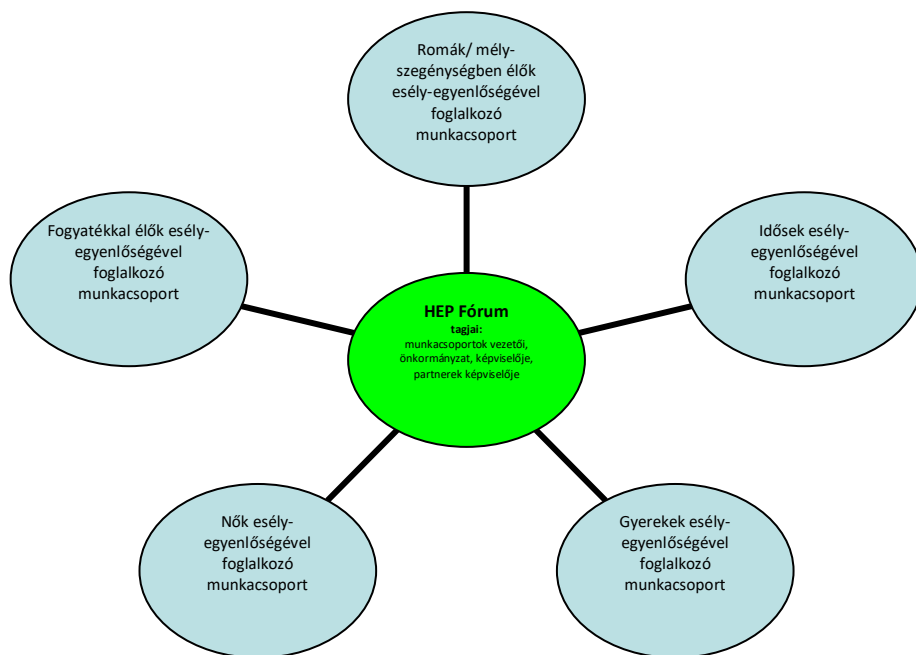 Romák/ mély-
szegénységben élők
esély-egyenlőségével
foglalkozó
munkacsoport
Fogyatékkal élők esély-
egyenlőségével
foglalkozó
munkacsoport
Idősek esély-
egyenlőségével
foglalkozó
munkacsoport
HEP Fórum
tagjai:
munkacsoportok vezetői,
önkormányzat, képviselője,
partnerek képviselője
Nők esély-
egyenlőségével
foglalkozó
munkacsoport
Gyerekek esély-
egyenlőségével
foglalkozó
munkacsoport